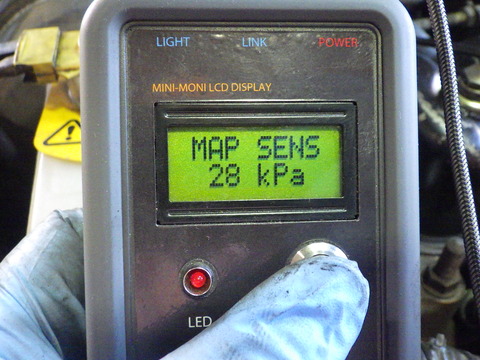 LIGHT LINK POWER
MINI-MONI LCD DISPLAY
MAP SENS
28 kPa
LED